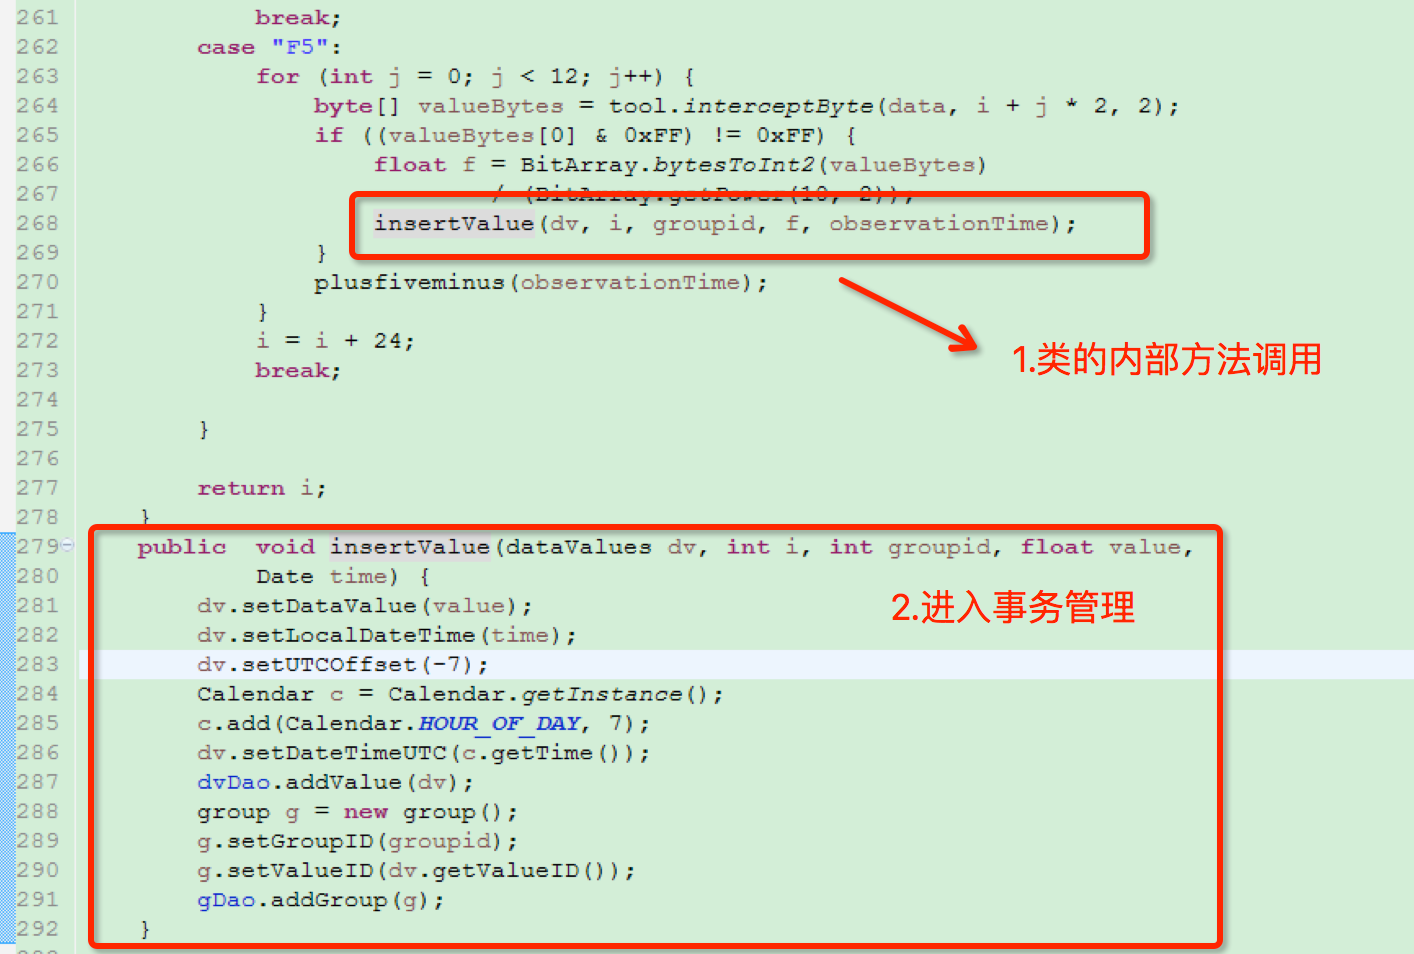 261 break;
262 case "F5":
263 for (int j = 0; j < 12; j++) {
264 byte[] valueBytes = tool.interceptByte(data, i + j * 2, 2);
265 if ((valueBytes[0] & 0xFF) != 0xFF) {
266 float f = BitArray.bytesToInt2(valueBytes)
267 / (BitArray.getPower(10, 2));
268 insertValue(dv, i, groupid, f, observationTime);
269 }
270 plusfiveminus(observationTime);
271 }
272 i = i + 24;
1.类的内部方法调用
273 break;
274
275 }
276
277 return i;
278 }
279 public void insertValue(dataValues dv, int i, int groupid, float value,
280 Date time) {
281 dv.setDataValue(value);
2.进入事务管理
282 dv.setLocalDateTime(time);
283 dv.setUTCOffset(-7);
284 Calendar c = Calendar.getInstance();
285 c.add(Calendar.HOUR_OF_DAY, 7);
286 dv.setDateTimeUTC(c.getTime());
287 dvDao.addValue(dv);
288 group g = new group();
289 g.setGroupID(groupid);
290 g.setValueID(dv.getValueID());
291 gDao.addGroup(g);
292 }